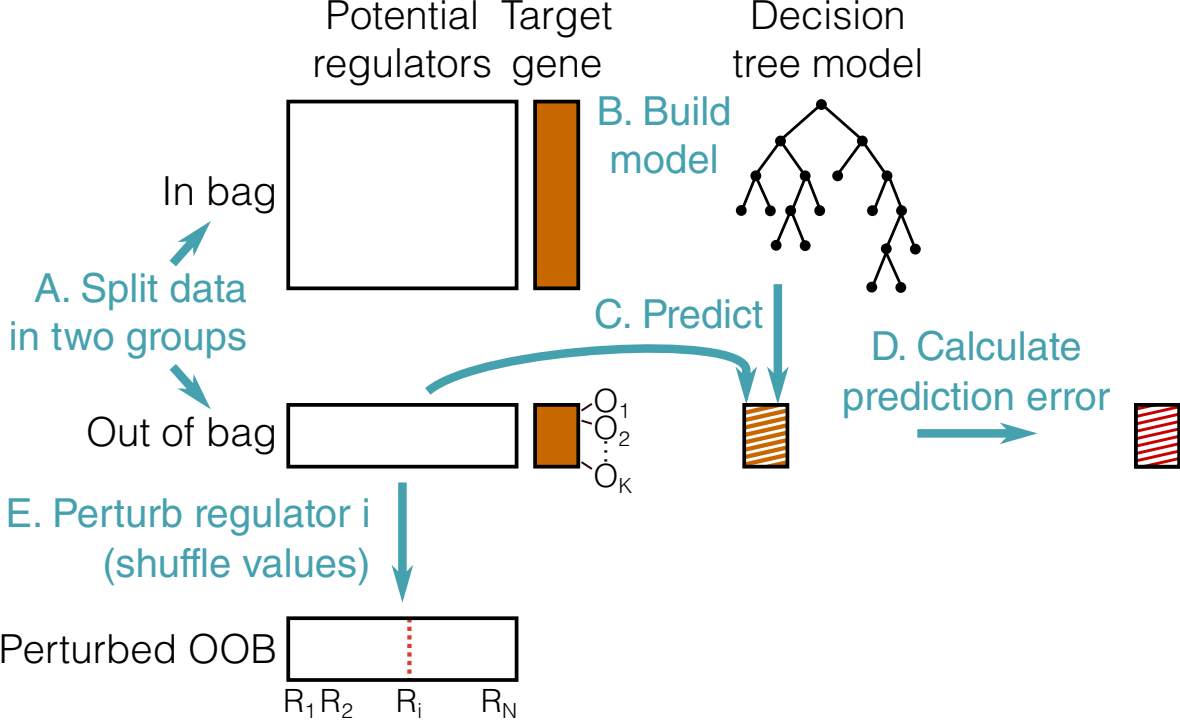 Potential
regulators
Target
gene
Decision
tree model
B. Build
model
In bag
A. Split data
in two groups
C. Predict
D. Calculate
prediction error
Out of bag
O1
O2
OK
E. Perturb regulator i
(shuffle values)
Perturbed OOB
R1 R2 Ri RN